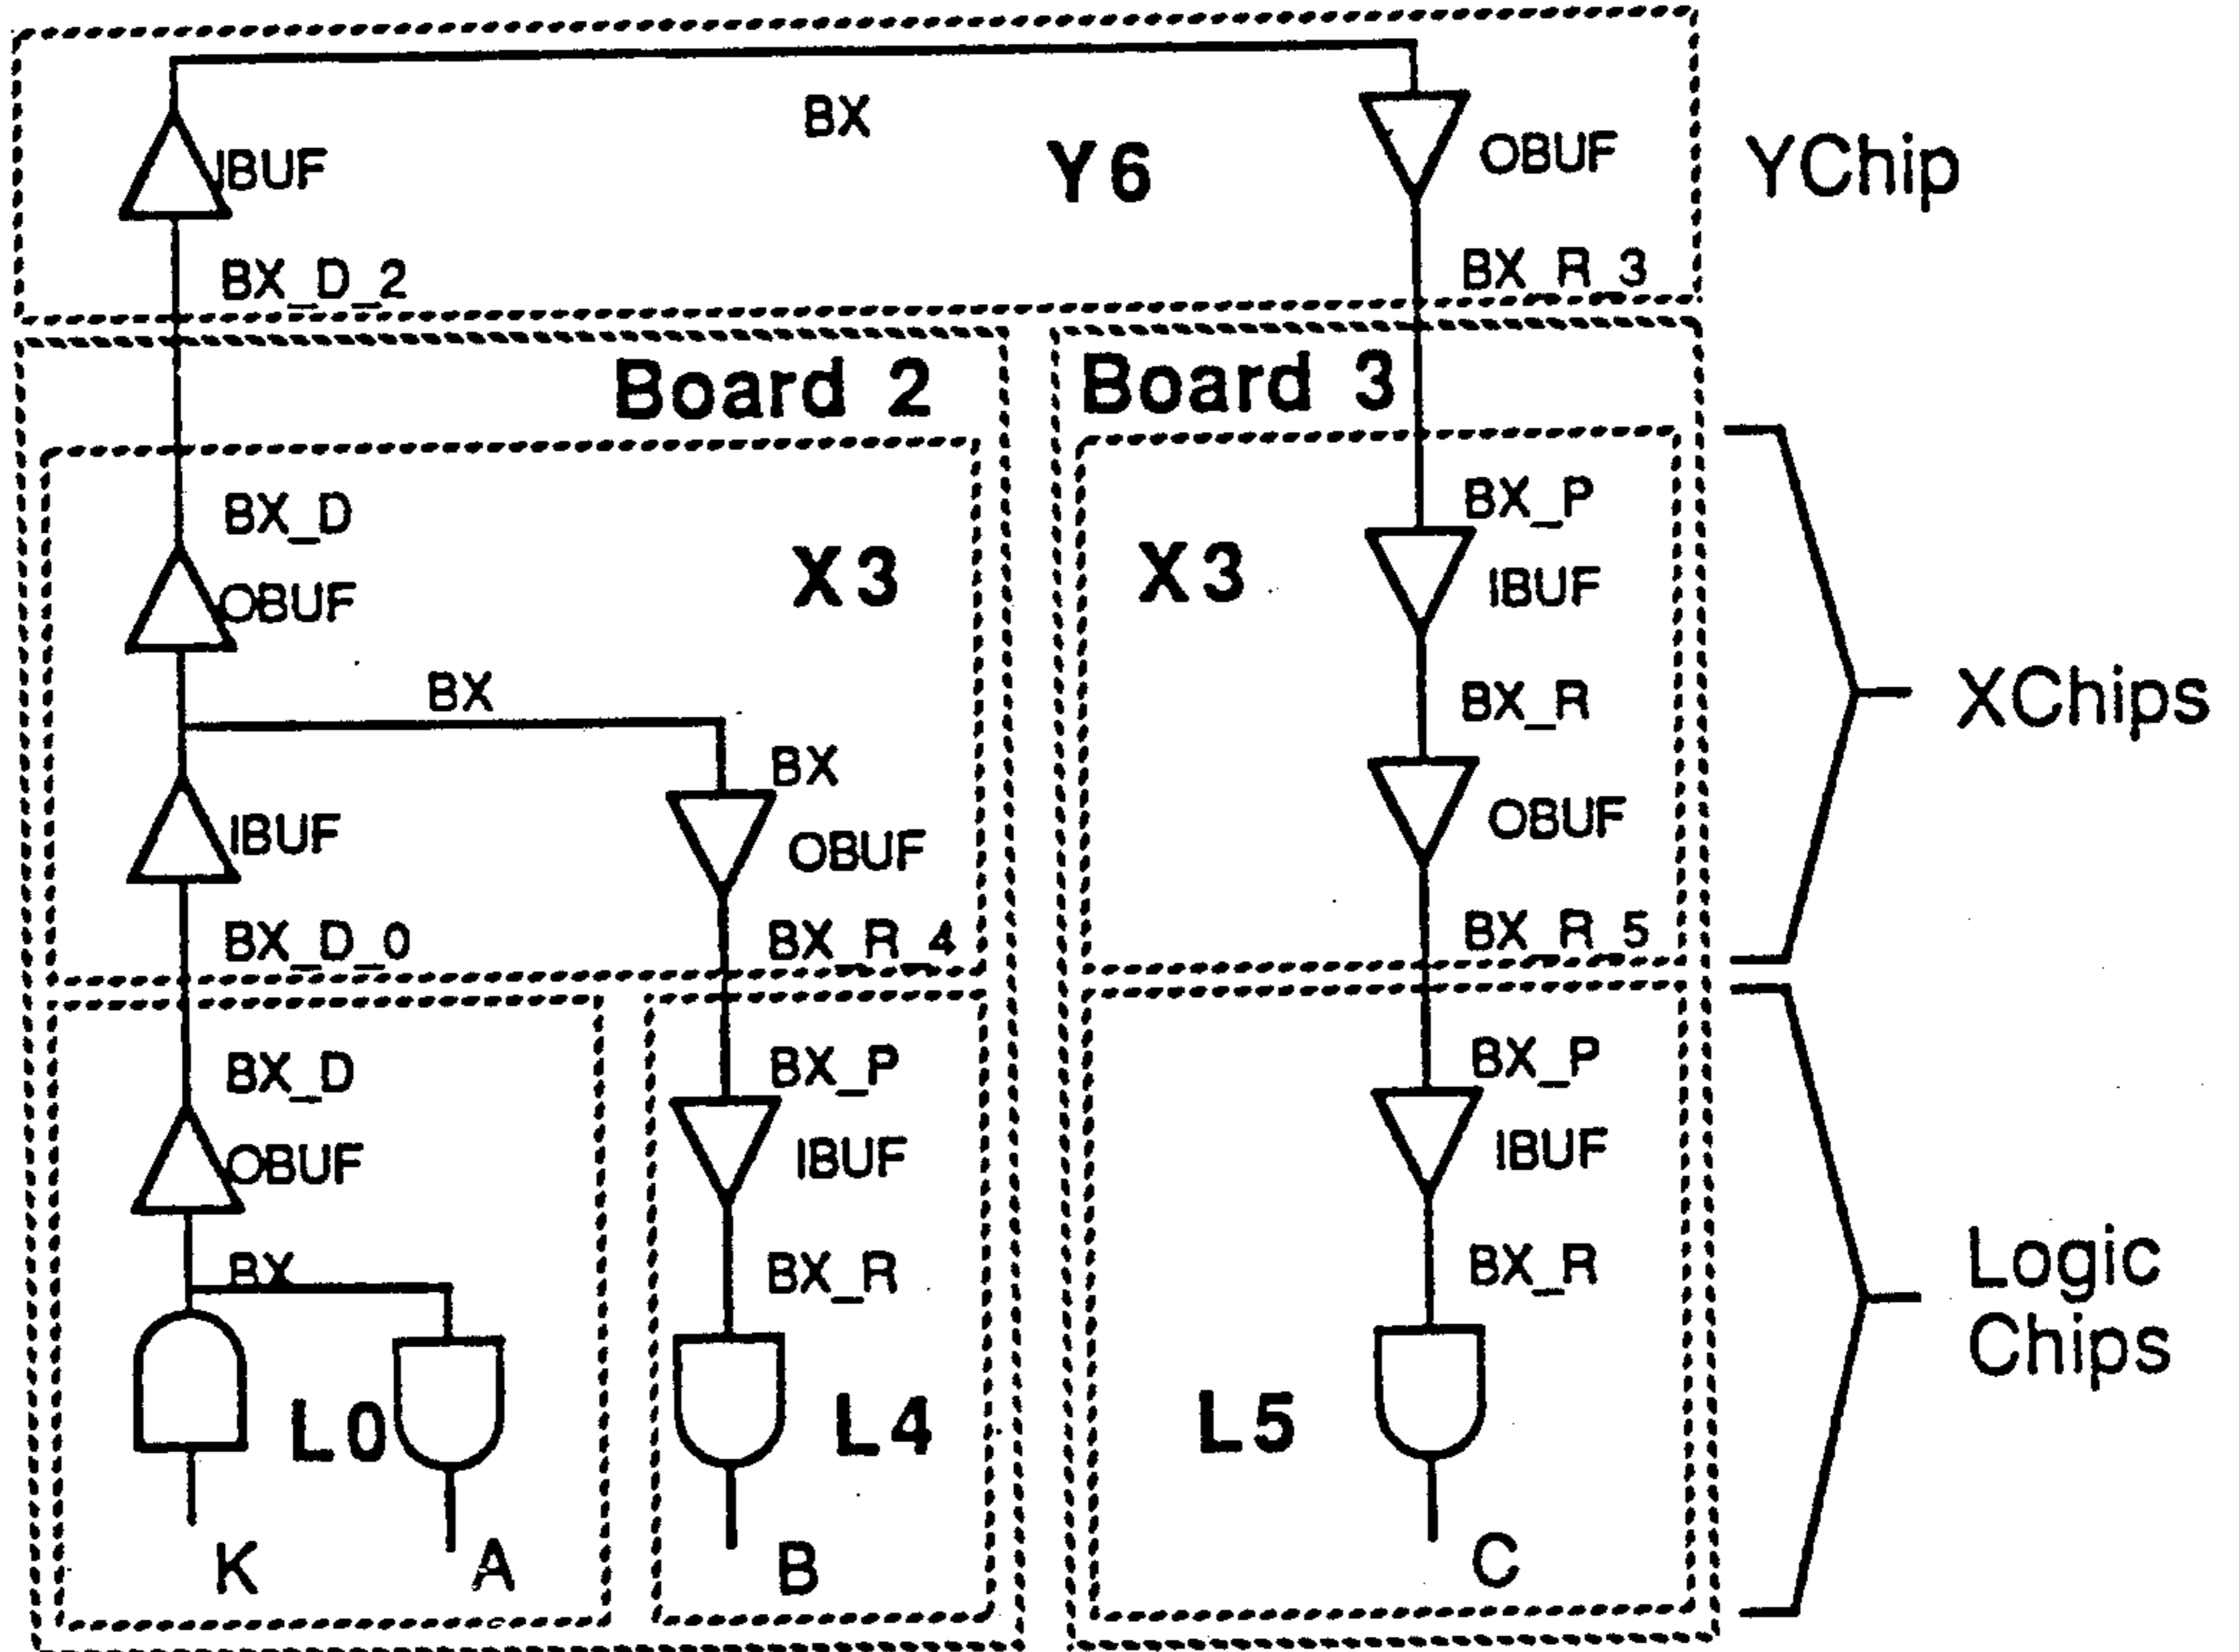 BX
IBUF
Y6
OBUF
YChip
BX_D_2
BX_R_3
Board 2
Board 3
BX_D
BX_P
X3
X3
OBUF
IBUF
BX
BX_R
XChips
BX
IBUF
OBUF
OBUF
BX_D_0
BX_R_4
BX_R_5
BX_D
BX_P
BX_P
OBUF
IBUF
IBUF
BX
BX_R
BX_R
Logic
Chips
L0
L4
L5
K
A
B
C